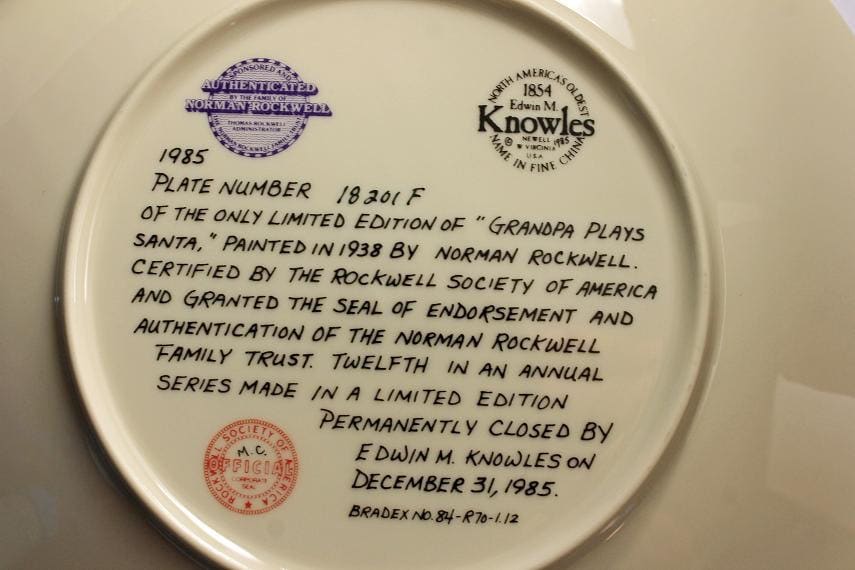 SPONSORED AND
AUTHENTICATED
BY THE FAMILY OF
NORMAN ROCKWELL
THOMAS ROCKWELL
ADMINISTRATOR
NORMAN ROCKWELL FAMILY TRUST
NORTH AMERICA'S OLDEST
1854
Edwin M.
Knowles
© NEWELL 1985
W VIRGINIA
U S A
NAME IN FINE CHINA
1985
PLATE NUMBER 18201F
OF THE ONLY LIMITED EDITION OF "GRANDPA PLAYS
SANTA," PAINTED IN 1938 BY NORMAN ROCKWELL.
CERTIFIED BY THE ROCKWELL SOCIETY OF AMERICA
AND GRANTED THE SEAL OF ENDORSEMENT AND
AUTHENTICATION OF THE NORMAN ROCKWELL
FAMILY TRUST. TWELFTH IN AN ANNUAL
SERIES MADE IN A LIMITED EDITION
PERMANENTLY CLOSED BY
EDWIN M. KNOWLES ON
DECEMBER 31, 1985.
BRADEX NO. 84-R70-1.12
ROCKWELL SOCIETY OF AMERICA
M.C.
OFFICIAL
CORPORATE
SEAL